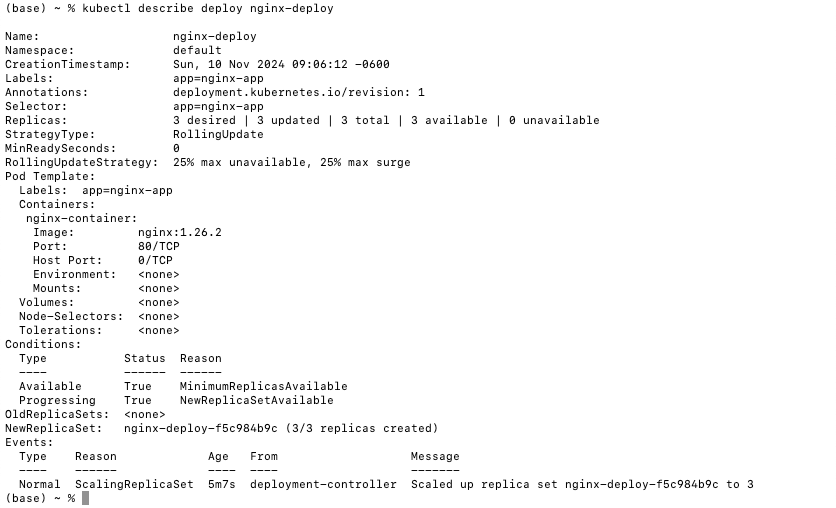 (base) ~ % kubectl describe deploy nginx-deploy

Name:                   nginx-deploy
Namespace:              default
CreationTimestamp:      Sun, 10 Nov 2024 09:06:12 -0600
Labels:                 app=nginx-app
Annotations:            deployment.kubernetes.io/revision: 1
Selector:               app=nginx-app
Replicas:               3 desired | 3 updated | 3 total | 3 available | 0 unavailable
StrategyType:           RollingUpdate
MinReadySeconds:        0
RollingUpdateStrategy:  25% max unavailable, 25% max surge
Pod Template:
  Labels:  app=nginx-app
  Containers:
   nginx-container:
    Image:         nginx:1.26.2
    Port:          80/TCP
    Host Port:     0/TCP
    Environment:   <none>
    Mounts:        <none>
  Volumes:         <none>
  Node-Selectors:  <none>
  Tolerations:     <none>
Conditions:
  Type           Status  Reason
  ----           ------  ------
  Available      True    MinimumReplicasAvailable
  Progressing    True    NewReplicaSetAvailable
OldReplicaSets:  <none>
NewReplicaSet:   nginx-deploy-f5c984b9c (3/3 replicas created)
Events:
  Type    Reason             Age   From                   Message
  ----    ------             ----  ----                   -------
  Normal  ScalingReplicaSet  5m7s  deployment-controller  Scaled up replica set nginx-deploy-f5c984b9c to 3
(base) ~ %